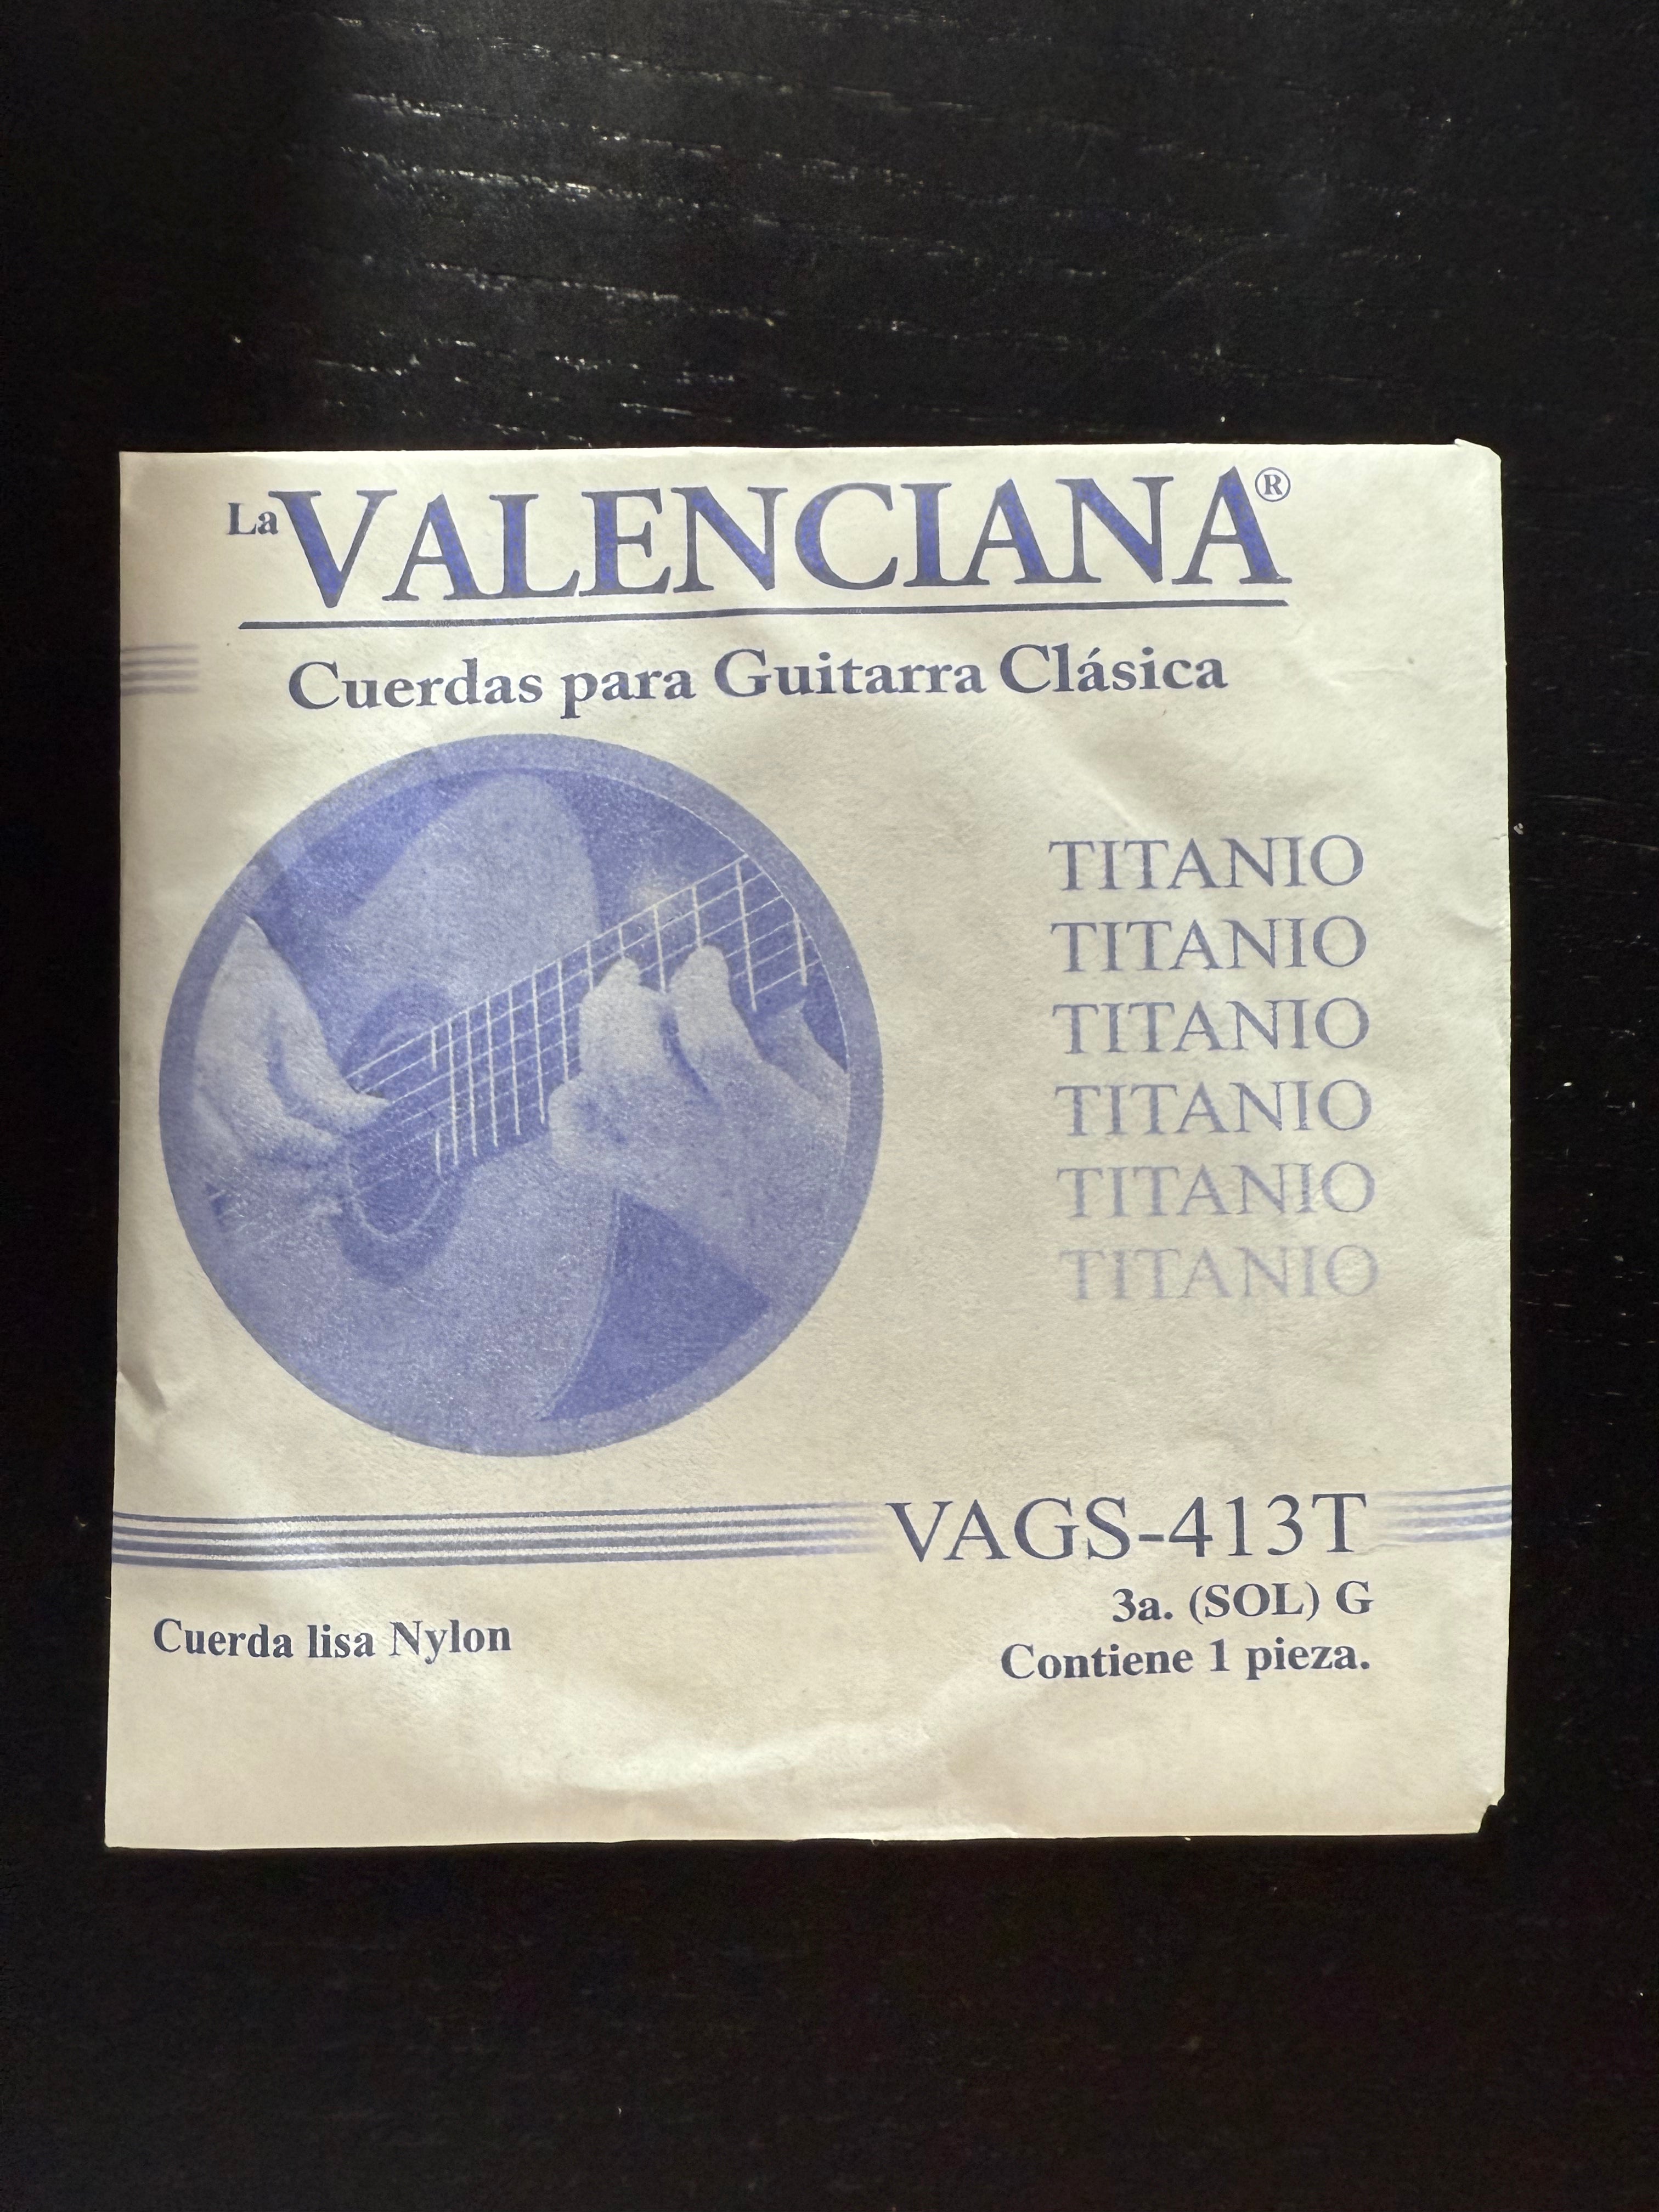 La VALENCIANA®
Cuerdas para Guitarra Clásica
TITANIO
TITANIO
TITANIO
TITANIO
TITANIO
TITANIO
VAGS-413T
3a. (SOL) G
Cuerda lisa Nylon
Contiene 1 pieza.